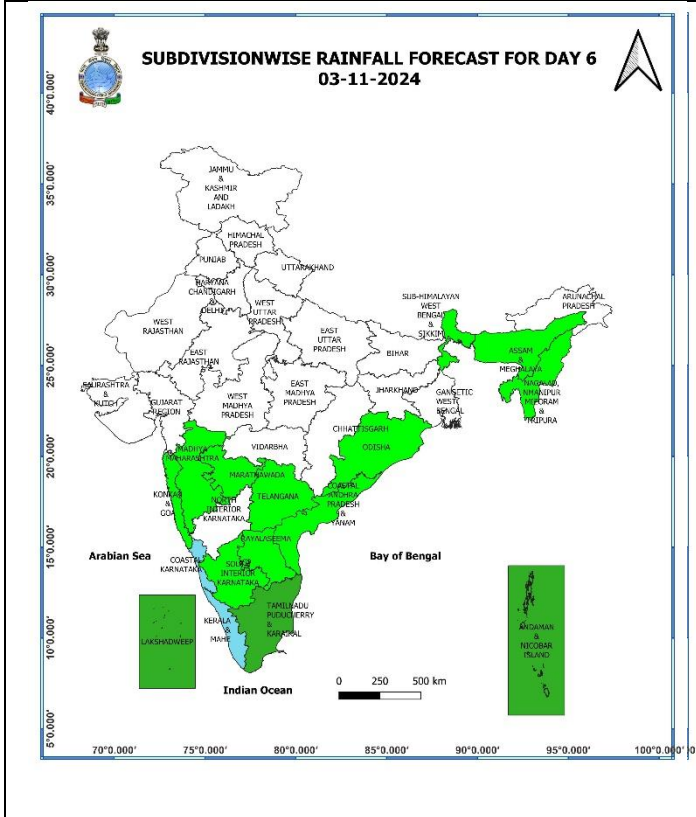 SUBDIVISIONWISE RAINFALL FORECAST FOR DAY 6
03-11-2024
40°0.000'
35°0.000'
30°0.000'
25°0.000'
20°0.000'
15°0.000'
10°0.000'
5°0.000'
JAMMU
&
KASHMIR
AND
LADAKH
HIMACHAL
PRADESH
PUNJAB
UTTARAKHAND
HARYANA
CHANDIGARH
&
DELHI
WEST
UTTAR
PRADESH
SUB-HIMALAYAN
WEST
BENGAL
&
SIKKIM
ARUNACHAL
PRADESH
WEST
RAJASTHAN
EAST
RAJASTHAN
EAST
UTTAR
PRADESH
BIHAR
ASSAM
&
MEGHALAYA
NAGALAND,
MANIPUR
MIZORAM
&
TRIPURA
SAURASHTRA
&
KUTCH
GUJARAT
REGION
WEST
MADHYA
PRADESH
EAST
MADHYA
PRADESH
JHARKHAND
GANGETIC
WEST
BENGAL
CHHATTISGARH
ODISHA
MADHYA
MAHARASHTRA
VIDARBHA
MARATHAWADA
KONKAN
&
GOA
NORTH
INTERIOR
KARNATAKA
TELANGANA
COASTAL
ANDHRA
PRADESH
&
YANAM
RAYALASEEMA
Arabian Sea
Bay of Bengal
COASTAL
KARNATAKA
SOUTH
INTERIOR
KARNATAKA
TAMILNADU
PUDUCHERRY
&
KARAIKAL
KERALA
&
MAHE
LAKSHADWEEP
ANDAMAN
&
NICOBAR
ISLAND
Indian Ocean
0 250 500 km
70°0.000' 75°0.000' 80°0.000' 85°0.000' 90°0.000' 95°0.000' 100°0.000'